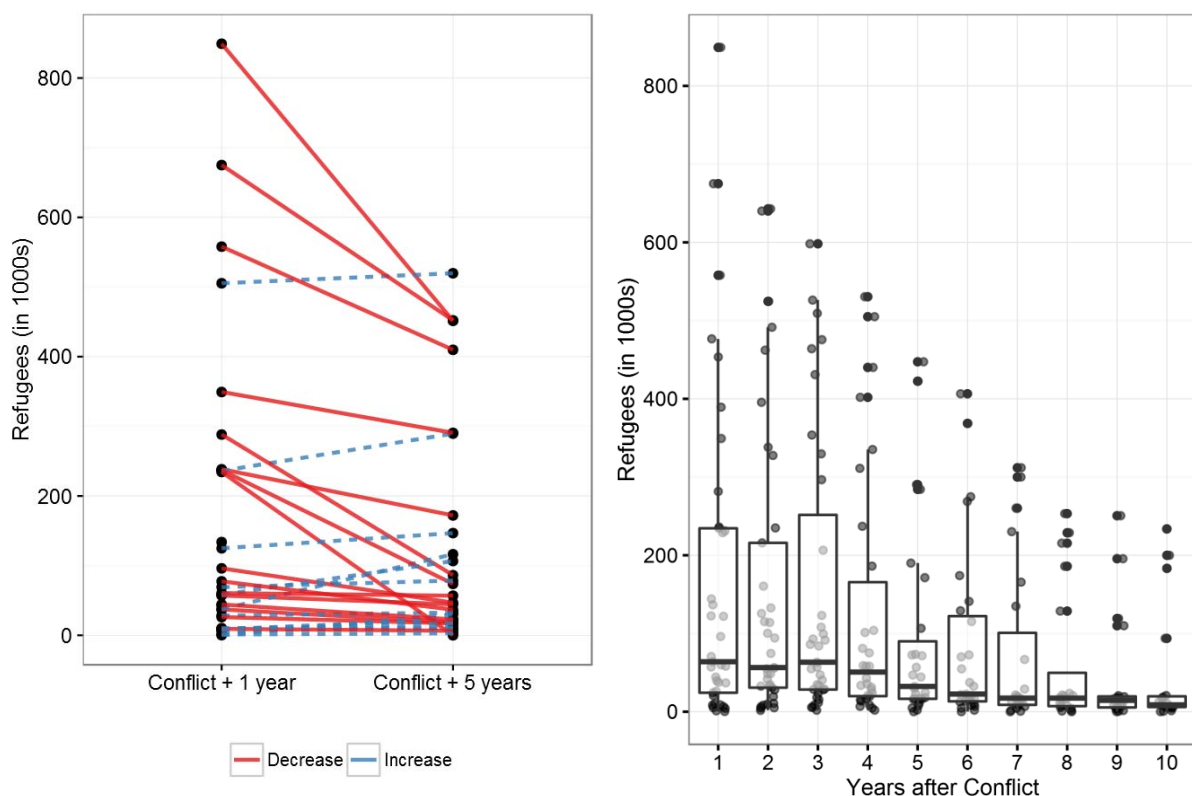 Refugees (in 1000s)
800
600
400
200
0
Conflict + 1 year
Conflict + 5 years
Decrease
Increase
Refugees (in 1000s)
800
600
400
200
0
1 2 3 4 5 6 7 8 9 10
Years after Conflict